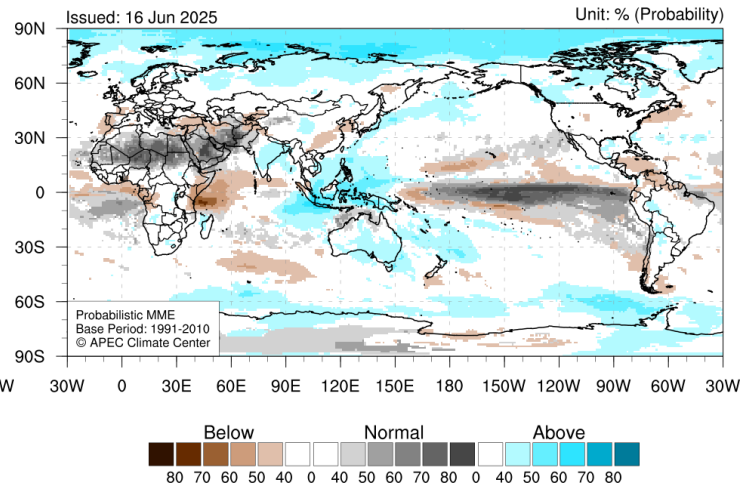 Issued: 16 Jun 2025
Unit: % (Probability)
90N
60N
30N
0
30S
60S
90S
Probabilistic MME
Base Period: 1991-2010
© APEC Climate Center
W 30W 0 30E 60E 90E 120E 150E 180 150W 120W 90W 60W 30W
Below Normal Above
80 70 60 50 40 0 40 50 60 70 80 0 40 50 60 70 80